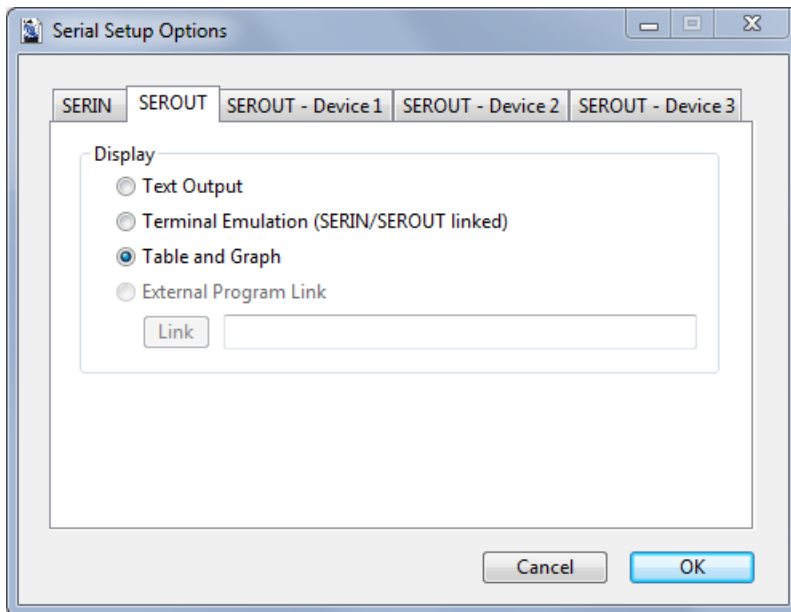 Serial Setup Options
SERIN SEROUT SEROUT - Device 1 SEROUT - Device 2 SEROUT - Device 3
Display
Text Output
Terminal Emulation (SERIN/SEROUT linked)
Table and Graph
External Program Link
Link
Cancel OK